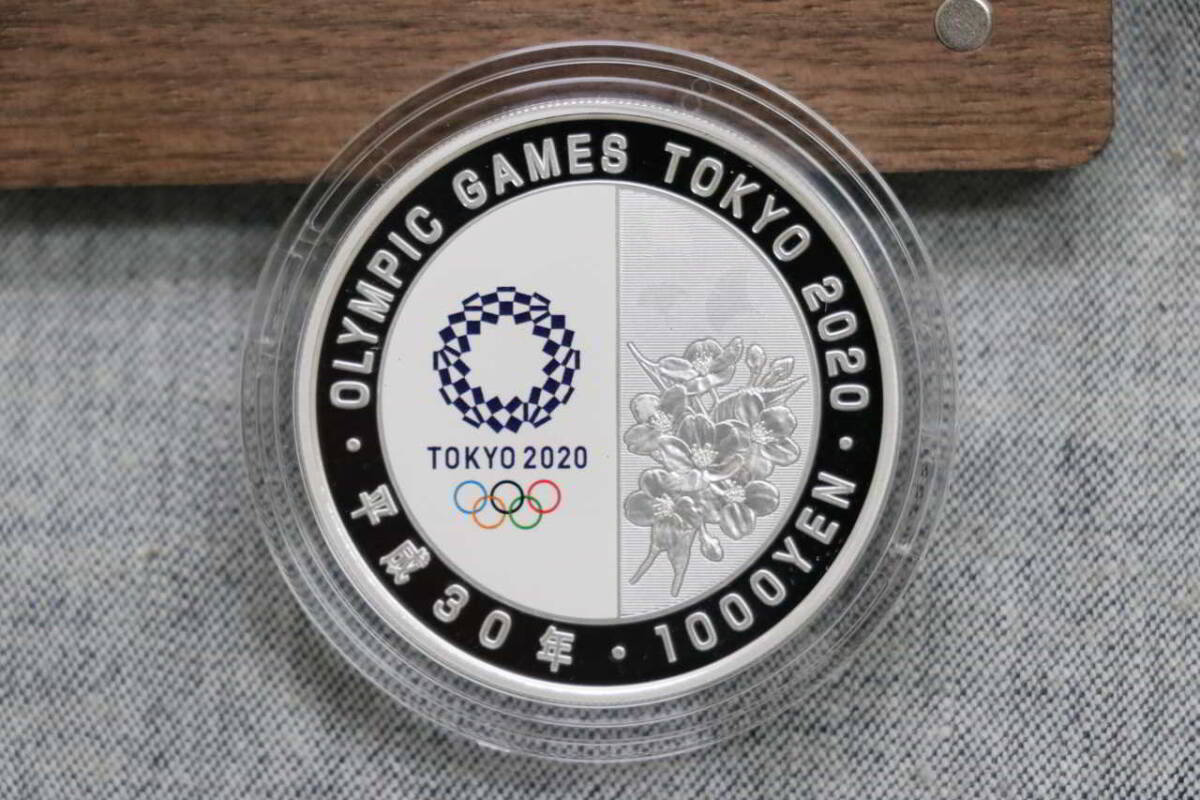 OLYMPIC GAMES TOKYO 2020
TOKYO 2020
平成30年・1000YEN